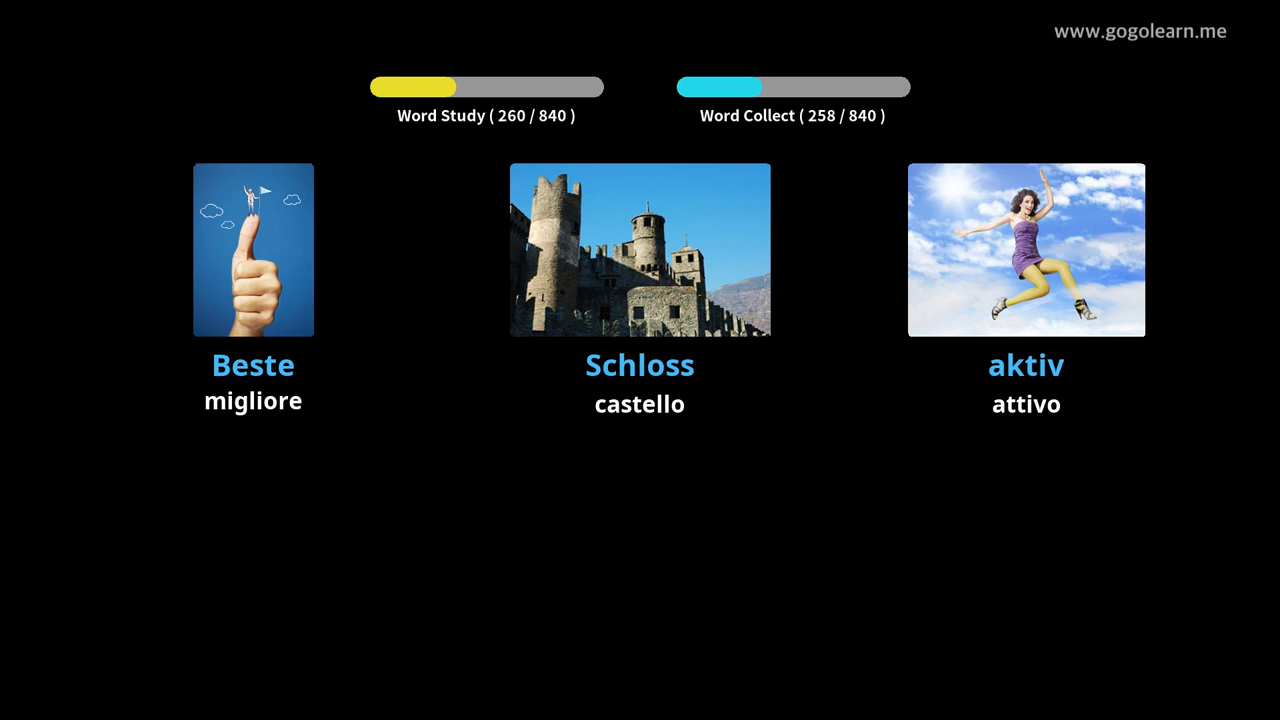 www.gogolearn.me
Word Study ( 260 / 840 )
Word Collect ( 258 / 840 )
Beste
migliore
Schloss
castello
aktiv
attivo